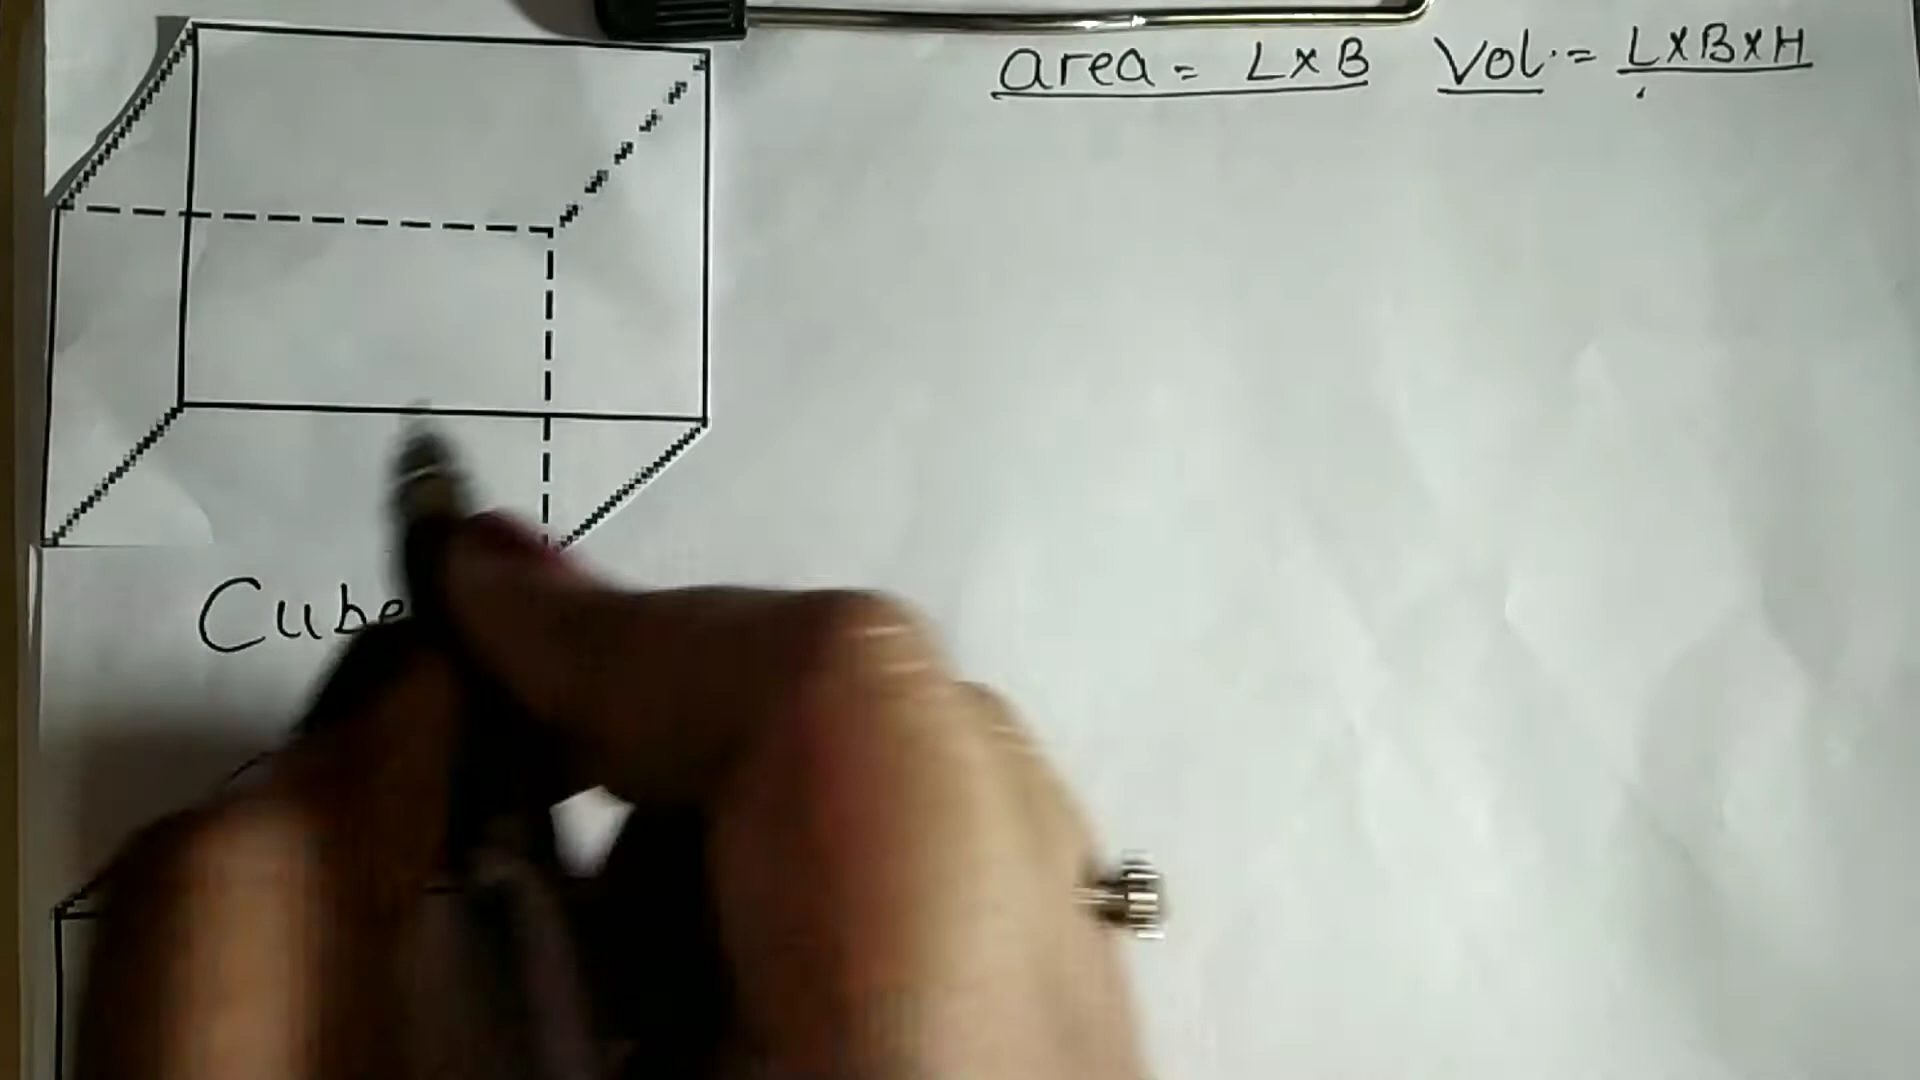 area = L×B Vol. = L×B×H
Cube